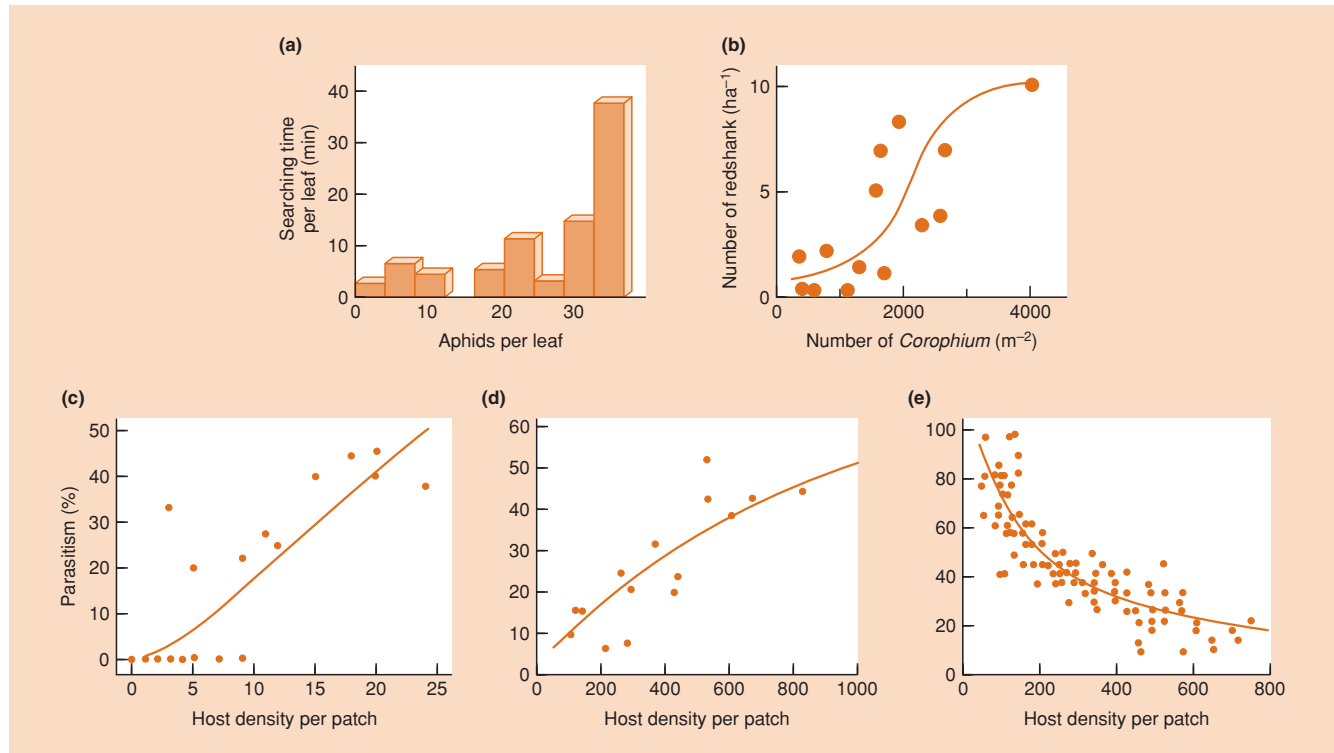 (a)
Searching time
per leaf (min)
40
30
20
10
0
0 10 20 30
Aphids per leaf
(b)
Number of redshank (ha−1)
10
5
0
0 2000 4000
Number of Corophium (m−2)
(c)
Parasitism (%)
50
40
30
20
10
0
0 5 10 15 20 25
Host density per patch
(d)
60
50
40
30
20
10
0
0 200 400 600 800 1000
Host density per patch
(e)
100
80
60
40
20
0
0 200 400 600 800
Host density per patch